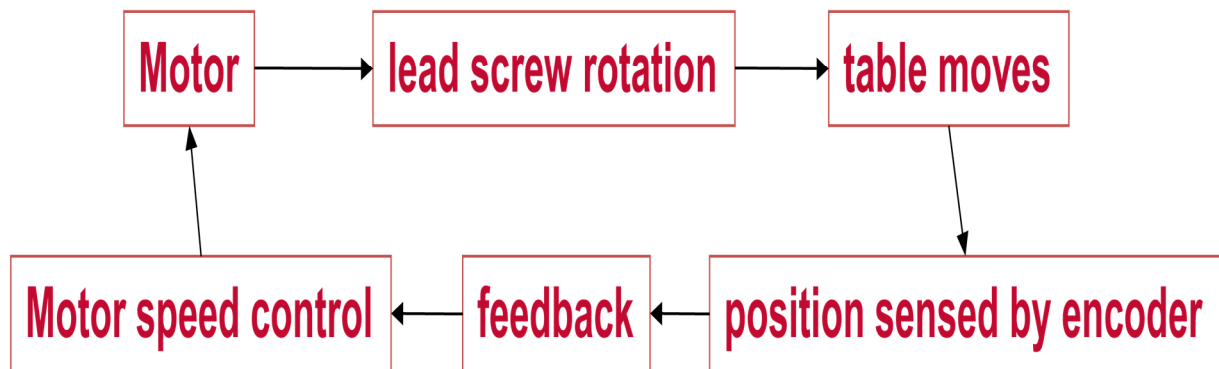 Motor
lead screw rotation
table moves
position sensed by encoder
feedback
Motor speed control